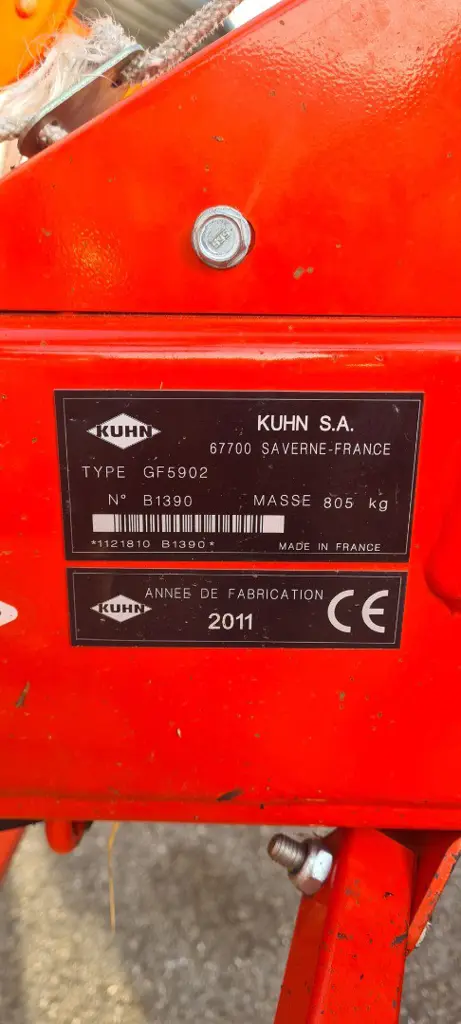 KUHN
KUHN S.A.
67700 SAVERNE-FRANCE
TYPE GF5902
N° B1390 MASSE 805 kg
*1121810 B1390*
MADE IN FRANCE
KUHN
ANNEE DE FABRICATION
2011
CE